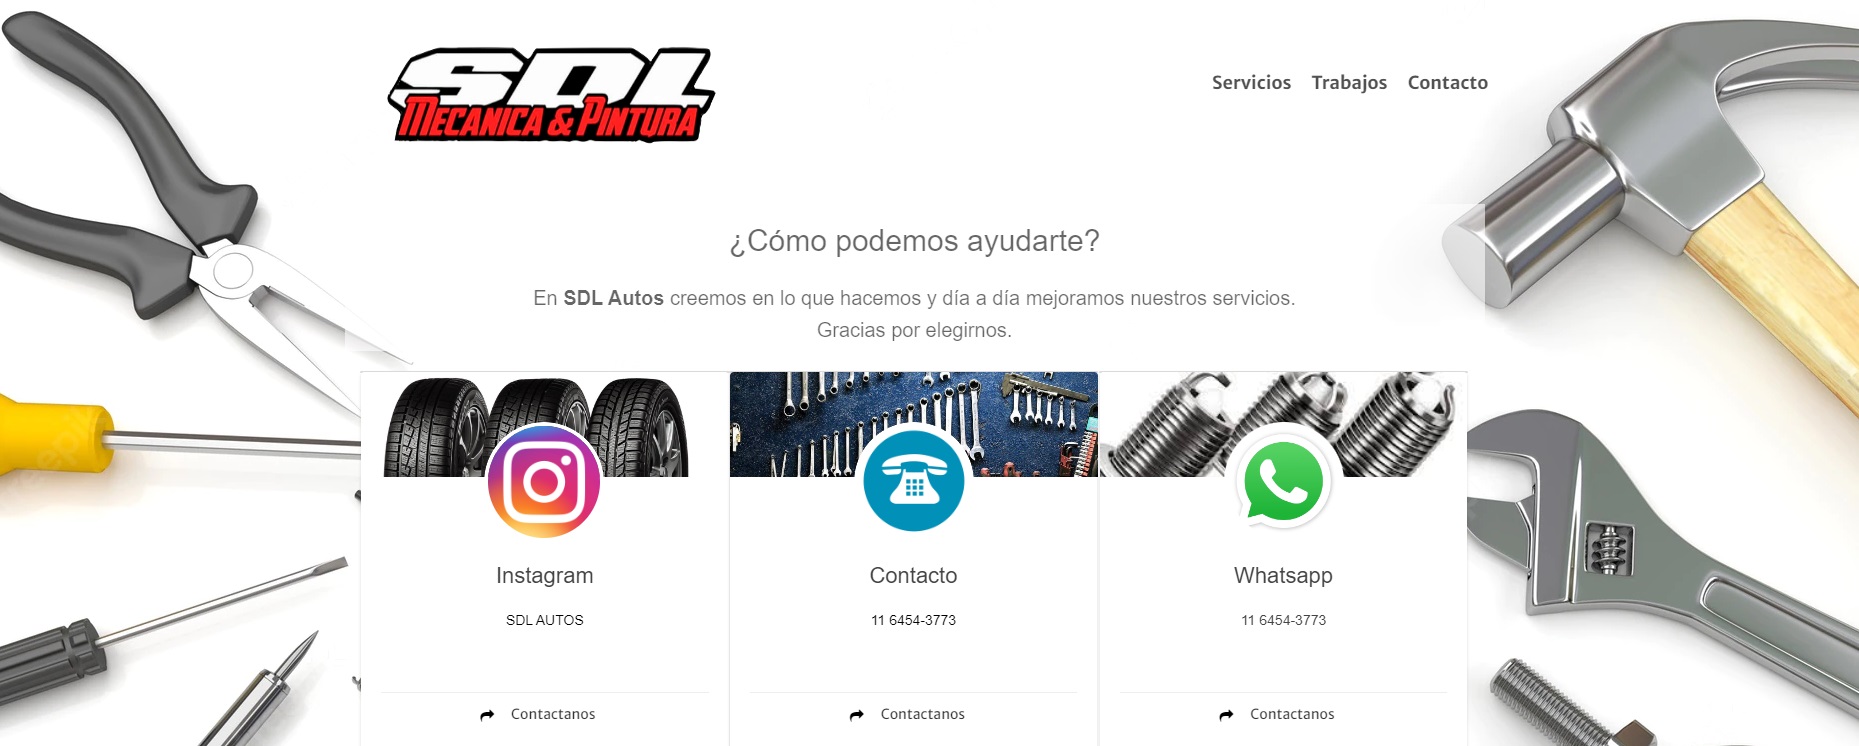 SDL
MECANICA & PINTURA
Servicios Trabajos Contacto
¿Cómo podemos ayudarte?
En SDL Autos creemos en lo que hacemos y día a día mejoramos nuestros servicios.
Gracias por elegirnos.
Instagram
SDL AUTOS
Contactanos
Contacto
11 6454-3773
Contactanos
Whatsapp
11 6454-3773
Contactanos